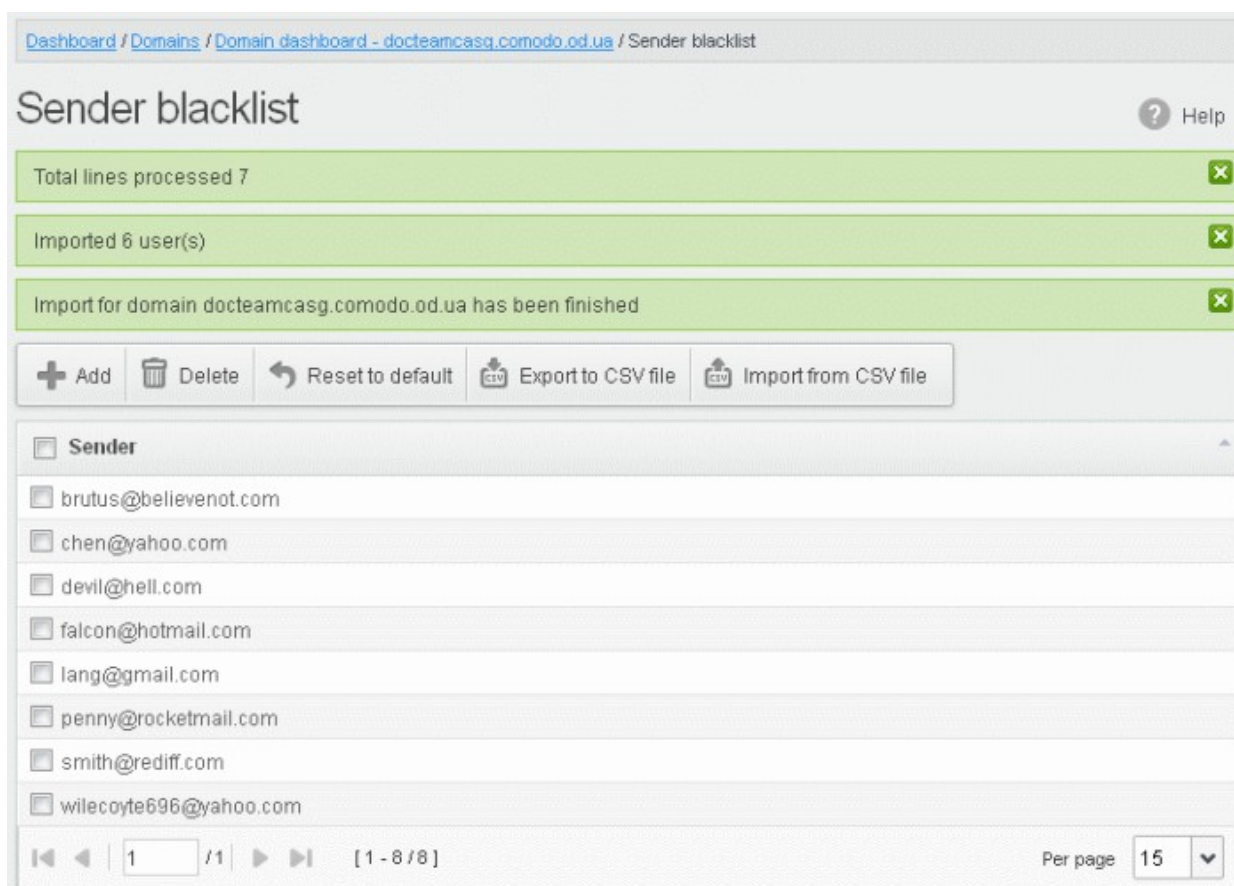 Dashboard / Domains / Domain dashboard - docteamcasg.comodo.od.ua / Sender blacklist
Sender blacklist
Help
Total lines processed 7
Imported 6 user(s)
Import for domain docteamcasg.comodo.od.ua has been finished
Add Delete Reset to default Export to CSV file Import from CSV file
Sender
brutus@believenot.com
chen@yahoo.com
devil@hell.com
falcon@hotmail.com
lang@gmail.com
penny@rocketmail.com
smith@rediff.com
wilecoyte696@yahoo.com
1 /1 [1-8/8] Per page 15